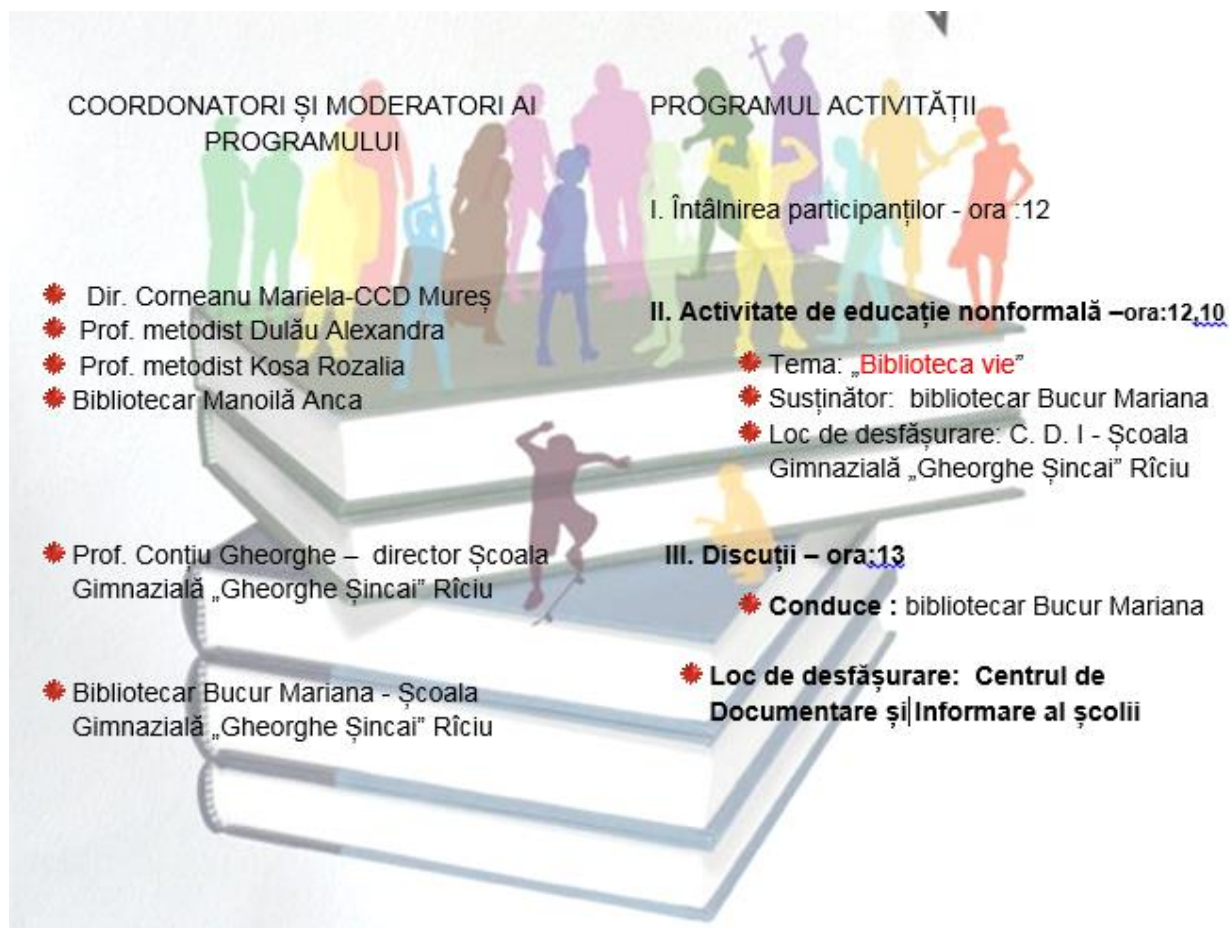 COORDONATORI ȘI MODERATORI AI
PROGRAMULUI
Dir. Corneanu Mariela-CCD Mureș
Prof. metodist Dulău Alexandra
Prof. metodist Kosa Rozalia
Bibliotecar Manoilă Anca
Prof. Conțiu Gheorghe – director Școala
Gimnazială „Gheorghe Șincai” Rîciu
Bibliotecar Bucur Mariana - Școala
Gimnazială „Gheorghe Șincai” Rîciu
PROGRAMUL ACTIVITĂȚII
I. Întâlnirea participanților - ora :12
II. Activitate de educație nonformală –ora:12,10
Tema: „Biblioteca vie”
Susținător: bibliotecar Bucur Mariana
Loc de desfășurare: C. D. I - Școala
Gimnazială „Gheorghe Șincai” Rîciu
III. Discuții – ora:13
Conduce : bibliotecar Bucur Mariana
Loc de desfășurare: Centrul de
Documentare și Informare al școlii